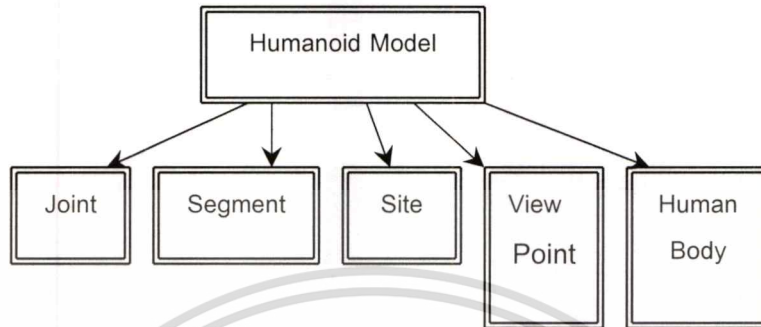 Humanoid Model
Joint
Segment
Site
View
Point
Human
Body